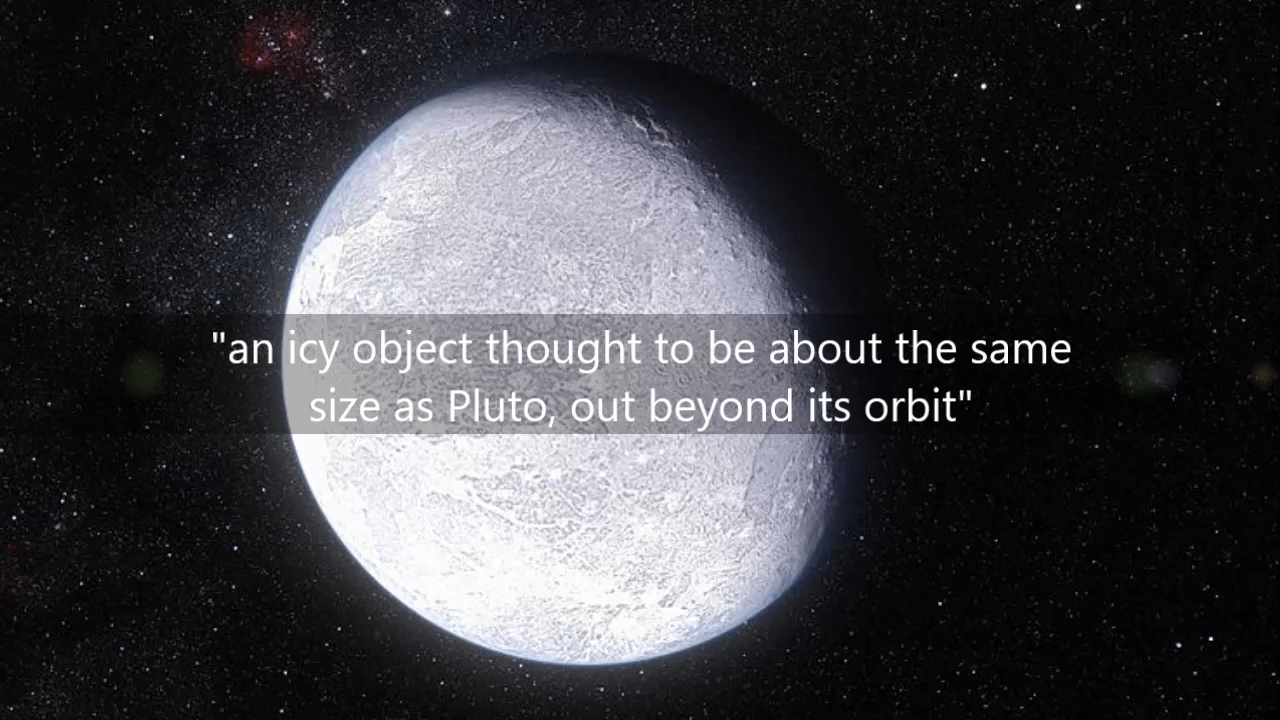 "an icy object thought to be about the same
size as Pluto, out beyond its orbit"